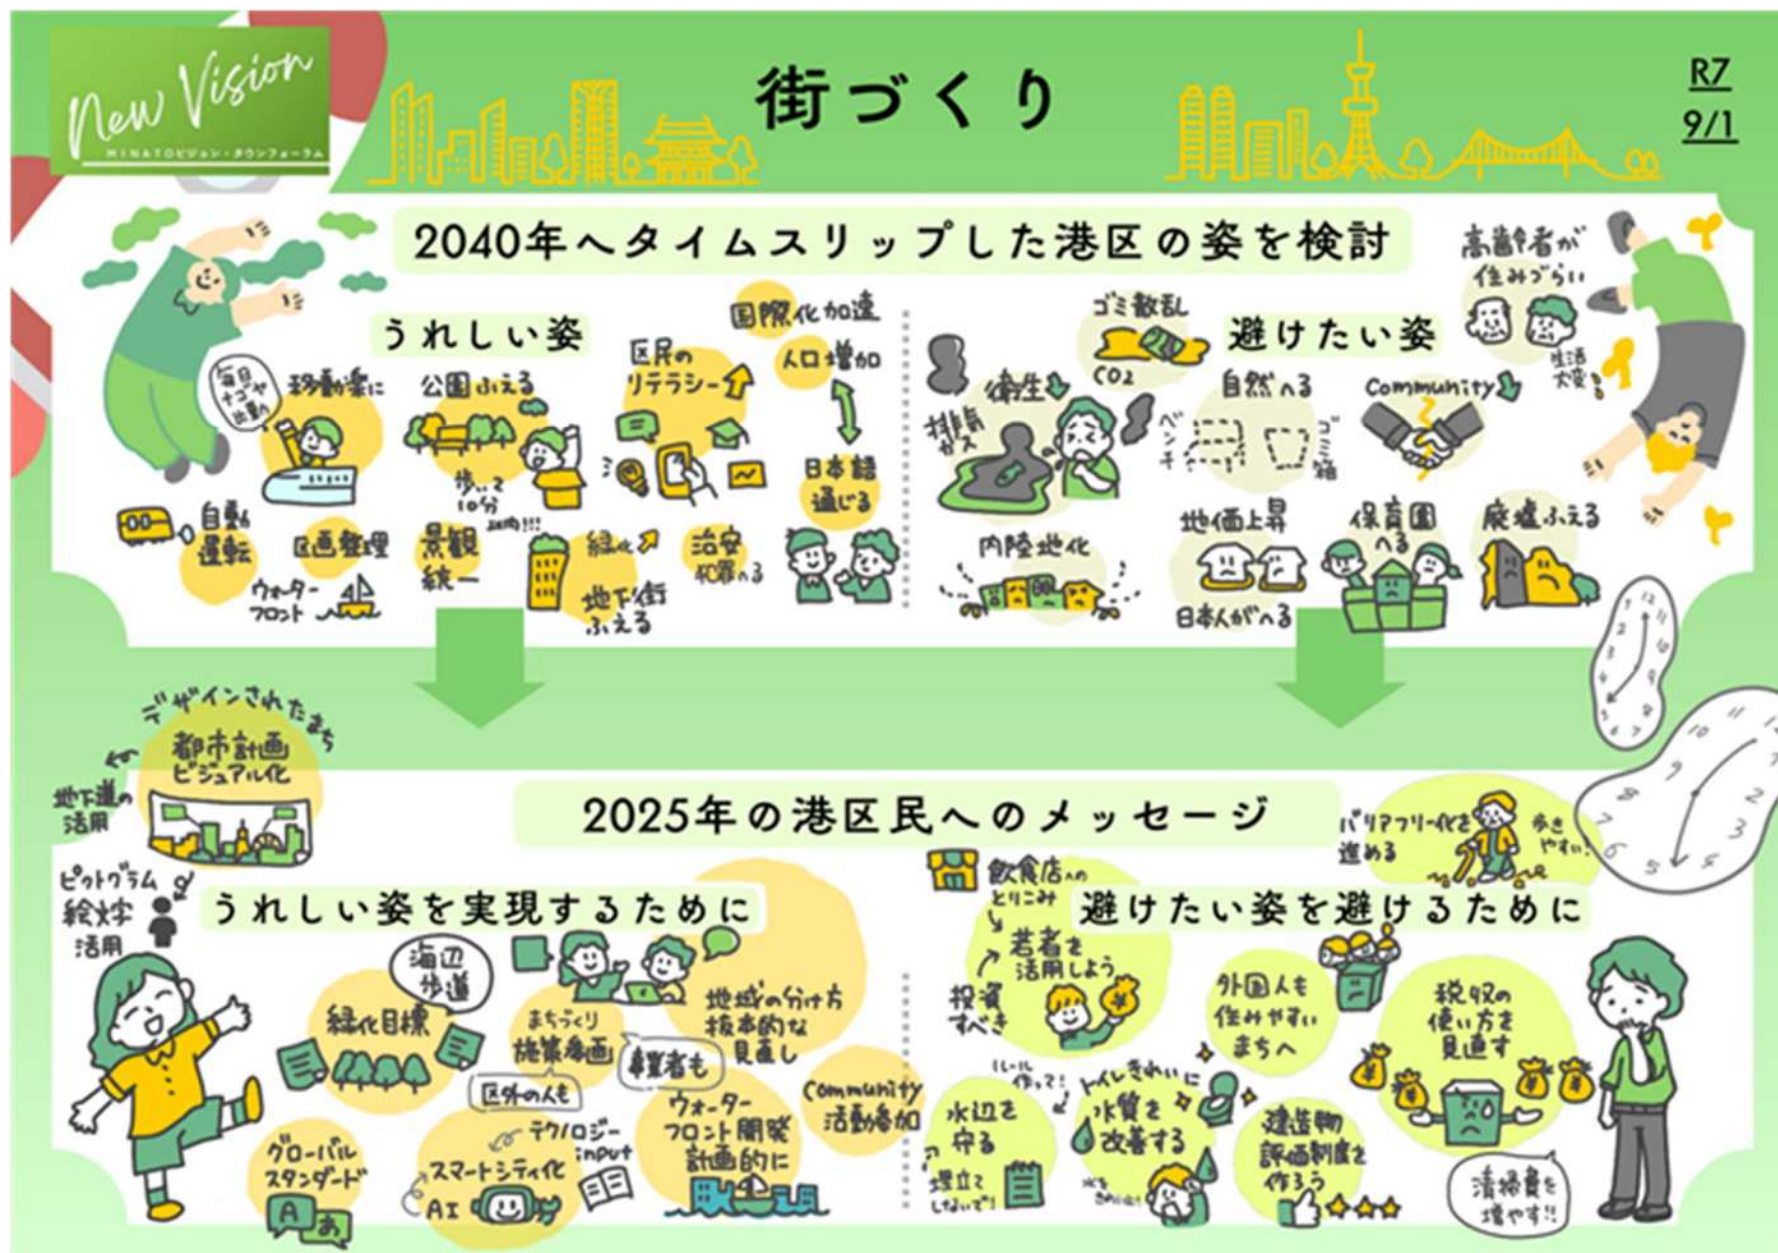 New Vision
MINATOビジョン・タウンフォーラム
街づくり
R7
9/1
2040年へタイムスリップした港区の姿を検討
うれしい姿
毎日
ナゴヤ
出勤
移動楽に
公園ふえる
歩いて
10分
以内!!!
区民の
リテラシー
国際化加速
人口増加
日本語
通じる
自動
運転
区画整理
ウォーター
フロント
景観
統一
緑化
地下街
ふえる
治安
犯罪へる
避けたい姿
ゴミ散乱
CO2
衛生
排気
ガス
自然へる
ベンチ
ゴミ箱
Community
高齢者が
住みづらい
生活
大変!
内陸地化
地価上昇
日本人がへる
保育園
へる
廃墟ふえる
2025年の港区民へのメッセージ
うれしい姿を実現するために
デザインされたまち
都市計画
ビジュアル化
地下道の
活用
ピクトグラム
絵文字
活用
海辺
歩道
緑化目標
まちづくり
施策参画
区外の人も
事業者も
地域の分け方
抜本的な
見直し
Community
活動参加
グローバル
スタンダード
A
あ
テクノロジー
input
スマートシティ化
AI
ウォーター
フロント開発
計画的に
避けたい姿を避けるために
バリアフリー化を
進める
歩き
やすい!
飲食店への
とりこみ
若者を
活用しよう
投資
すべき
外国人も
住みやすい
まちへ
税収の
使い方を
見直す
ルール
作って!
水辺を
守る
埋立て
しないで!
トイレきれいに
水質を
改善する
建造物
評価制度を
作ろう
清掃費を
増やす!!